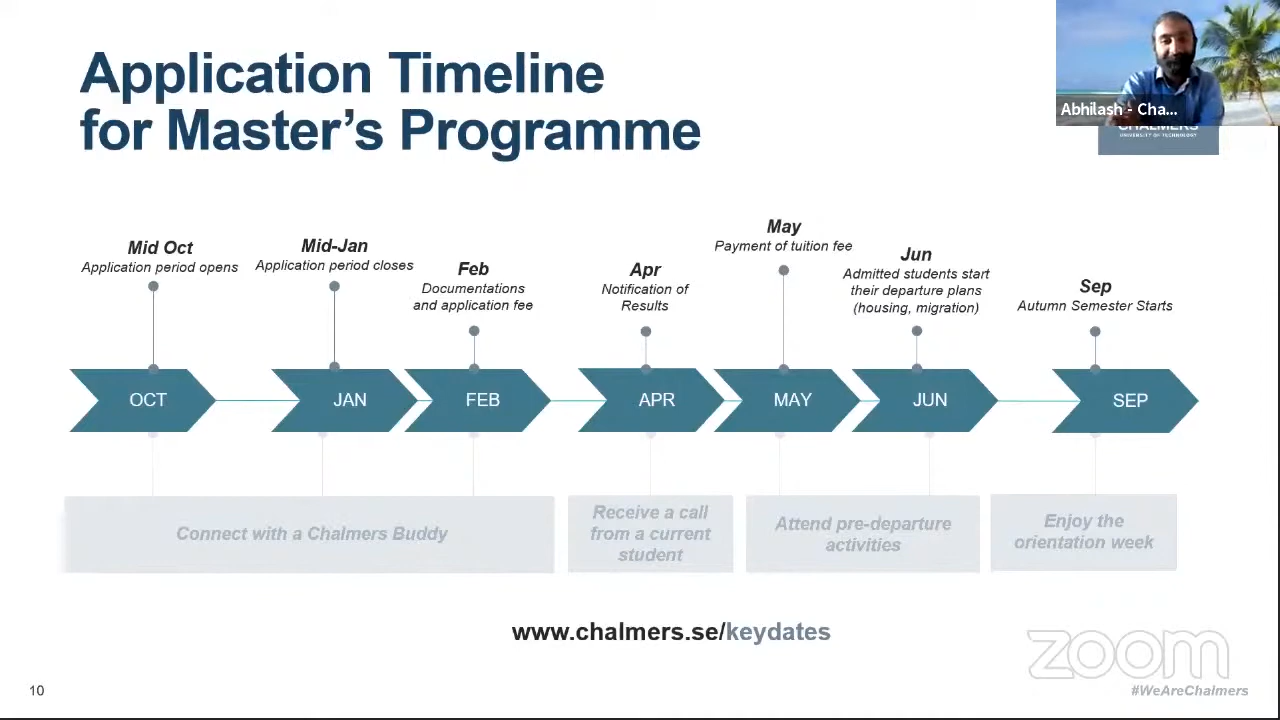 Application Timeline
for Master's Programme
Abhilash - Cha...
CHALMERS
UNIVERSITY OF TECHNOLOGY
Mid Oct
Application period opens
Mid-Jan
Application period closes
Feb
Documentations
and application fee
Apr
Notification of
Results
May
Payment of tuition fee
Jun
Admitted students start
their departure plans
(housing, migration)
Sep
Autumn Semester Starts
OCT
JAN
FEB
APR
MAY
JUN
SEP
Connect with a Chalmers Buddy
Receive a call
from a current
student
Attend pre-departure
activities
Enjoy the
orientation week
www.chalmers.se/keydates
zoom
10
#WeAreChalmers